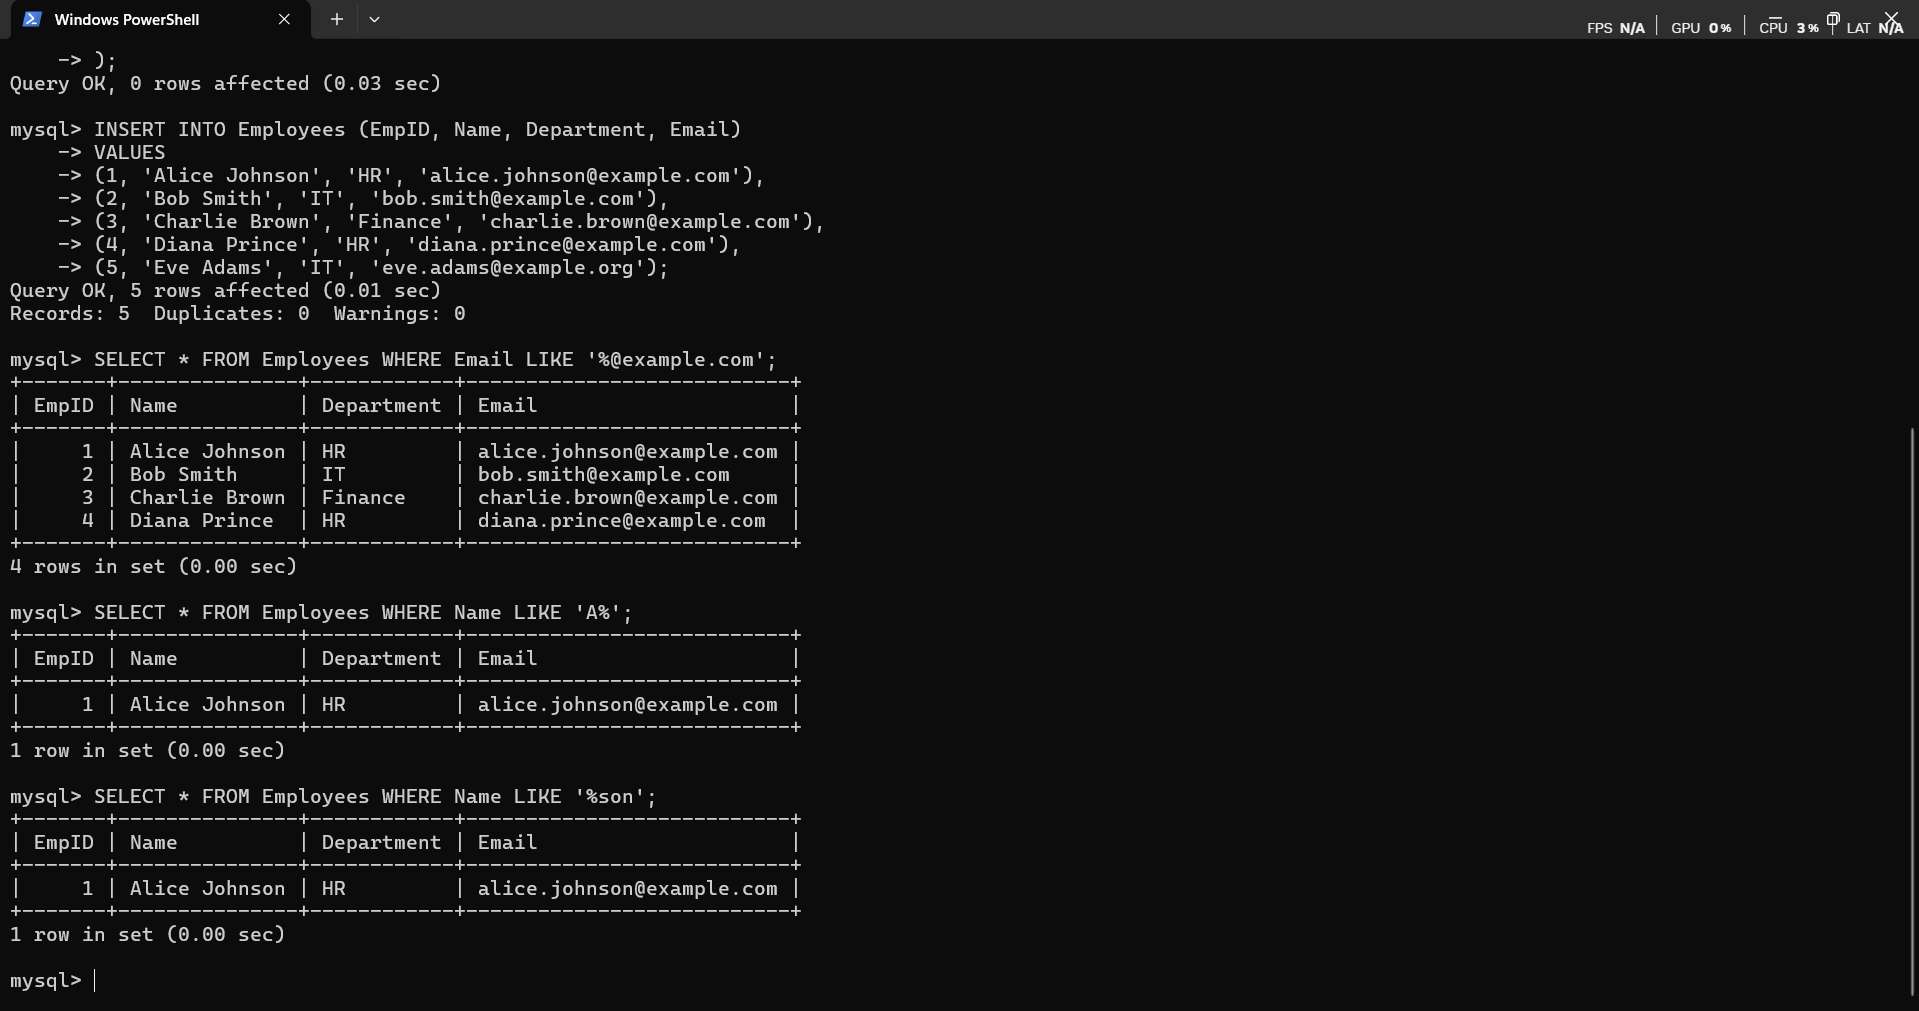 Windows PowerShell
FPS N/A | GPU 0% | CPU 3% | LAT N/A
    -> );
Query OK, 0 rows affected (0.03 sec)

mysql> INSERT INTO Employees (EmpID, Name, Department, Email)
    -> VALUES
    -> (1, 'Alice Johnson', 'HR', 'alice.johnson@example.com'),
    -> (2, 'Bob Smith', 'IT', 'bob.smith@example.com'),
    -> (3, 'Charlie Brown', 'Finance', 'charlie.brown@example.com'),
    -> (4, 'Diana Prince', 'HR', 'diana.prince@example.com'),
    -> (5, 'Eve Adams', 'IT', 'eve.adams@example.org');
Query OK, 5 rows affected (0.01 sec)
Records: 5  Duplicates: 0  Warnings: 0

mysql> SELECT * FROM Employees WHERE Email LIKE '%@example.com';
+-------+---------------+------------+---------------------------+
| EmpID | Name          | Department | Email                     |
+-------+---------------+------------+---------------------------+
|     1 | Alice Johnson | HR         | alice.johnson@example.com |
|     2 | Bob Smith     | IT         | bob.smith@example.com     |
|     3 | Charlie Brown | Finance    | charlie.brown@example.com |
|     4 | Diana Prince  | HR         | diana.prince@example.com  |
+-------+---------------+------------+---------------------------+
4 rows in set (0.00 sec)

mysql> SELECT * FROM Employees WHERE Name LIKE 'A%';
+-------+---------------+------------+---------------------------+
| EmpID | Name          | Department | Email                     |
+-------+---------------+------------+---------------------------+
|     1 | Alice Johnson | HR         | alice.johnson@example.com |
+-------+---------------+------------+---------------------------+
1 row in set (0.00 sec)

mysql> SELECT * FROM Employees WHERE Name LIKE '%son';
+-------+---------------+------------+---------------------------+
| EmpID | Name          | Department | Email                     |
+-------+---------------+------------+---------------------------+
|     1 | Alice Johnson | HR         | alice.johnson@example.com |
+-------+---------------+------------+---------------------------+
1 row in set (0.00 sec)

mysql>